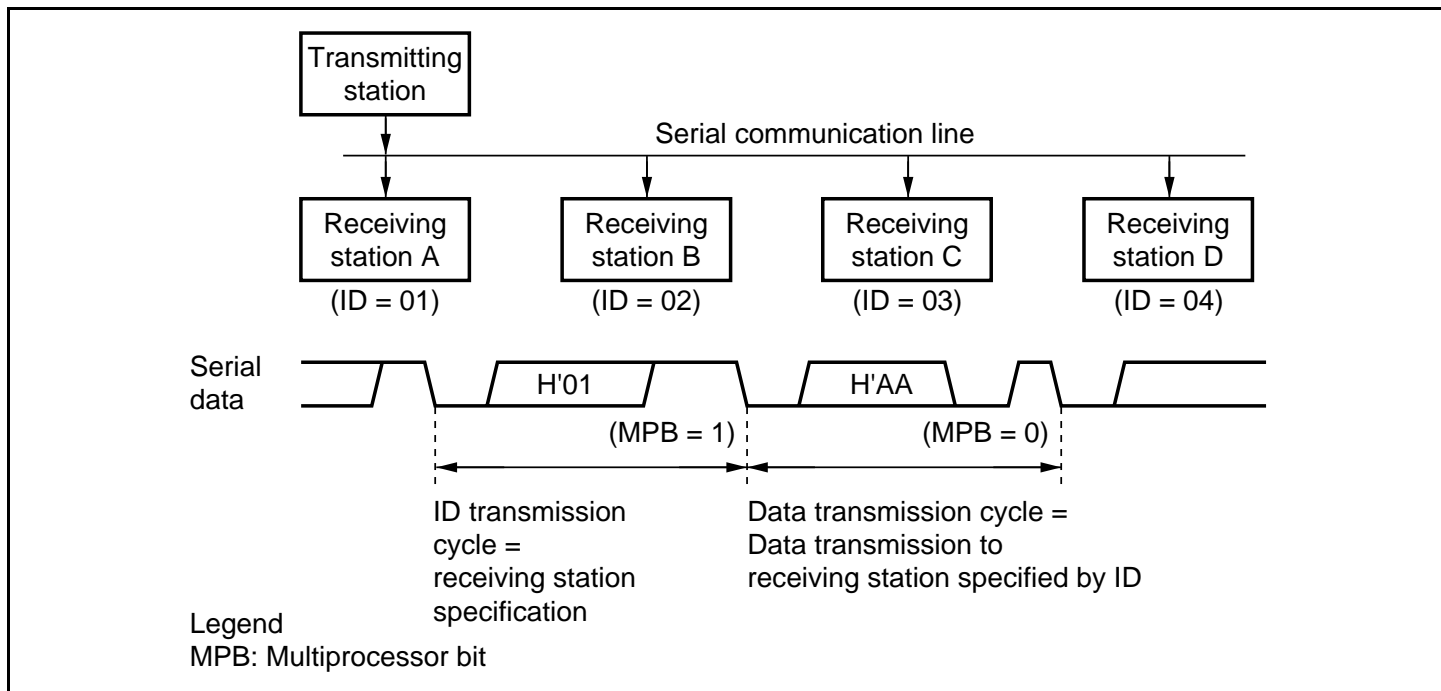 Transmitting
station
Serial communication line
Receiving
station A
(ID = 01)
Receiving
station B
(ID = 02)
Receiving
station C
(ID = 03)
Receiving
station D
(ID = 04)
Serial
data
H'01
H'AA
(MPB = 1)
(MPB = 0)
ID transmission
cycle =
receiving station
specification
Data transmission cycle =
Data transmission to
receiving station specified by ID
Legend
MPB: Multiprocessor bit